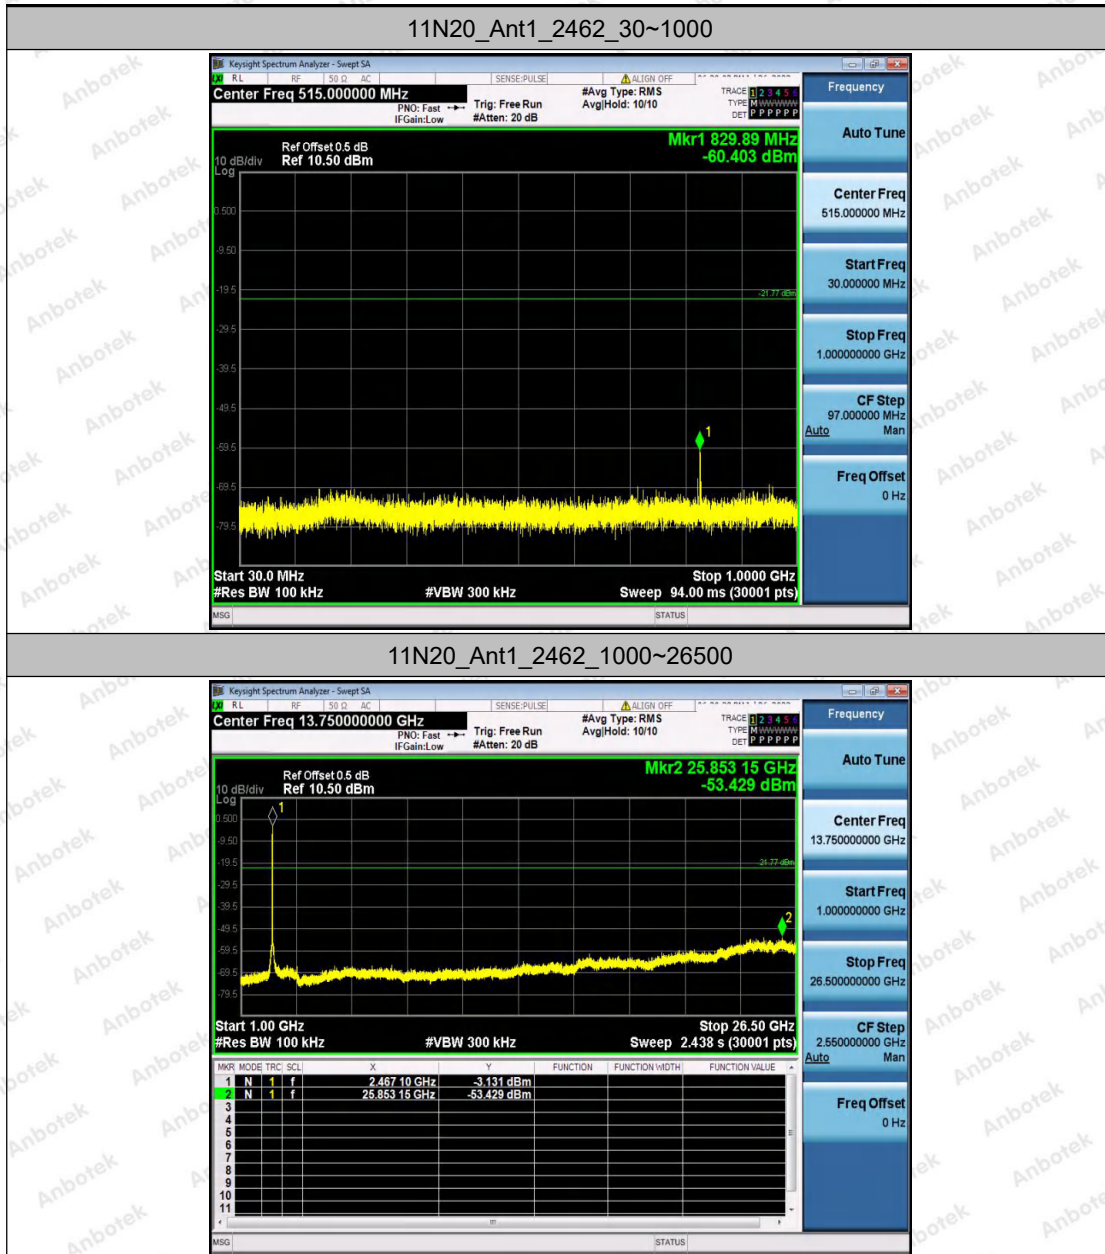 11N20_Ant1_2462_30~1000
Keysight Spectrum Analyzer - Swept SA
RL RF 50 Ω AC SENSE:PULSE ALIGN OFF
Center Freq 515.000000 MHz
PNO: Fast
IFGain:Low
Trig: Free Run
#Atten: 20 dB
#Avg Type: RMS
Avg|Hold: 10/10
TRACE 1 2 3 4 5 6
TYPE M WWWWW
DET P P P P P P
Frequency
Auto Tune
Ref Offset 0.5 dB
Ref 10.50 dBm
10 dB/div
Log
Mkr1 829.89 MHz
-60.403 dBm
0.500
-9.50
-19.5
-29.5
-39.5
-49.5
-59.5
-69.5
-79.5
-21.77 dBm
1
Center Freq
515.000000 MHz
Start Freq
30.000000 MHz
Stop Freq
1.000000000 GHz
CF Step
97.000000 MHz
Auto Man
Freq Offset
0 Hz
Start 30.0 MHz Stop 1.0000 GHz
#Res BW 100 kHz #VBW 300 kHz Sweep 94.00 ms (30001 pts)
MSG STATUS
11N20_Ant1_2462_1000~26500
Keysight Spectrum Analyzer - Swept SA
RL RF 50 Ω AC SENSE:PULSE ALIGN OFF
Center Freq 13.750000000 GHz
PNO: Fast
IFGain:Low
Trig: Free Run
#Atten: 20 dB
#Avg Type: RMS
Avg|Hold: 10/10
TRACE 1 2 3 4 5 6
TYPE M WWWWW
DET P P P P P P
Frequency
Auto Tune
Ref Offset 0.5 dB
Ref 10.50 dBm
10 dB/div
Log
Mkr2 25.853 15 GHz
-53.429 dBm
0.500
-9.50
-19.5
-29.5
-39.5
-49.5
-59.5
-69.5
-79.5
-21.77 dBm
1
2
Center Freq
13.750000000 GHz
Start Freq
1.000000000 GHz
Stop Freq
26.500000000 GHz
CF Step
2.550000000 GHz
Auto Man
Freq Offset
0 Hz
Start 1.00 GHz Stop 26.50 GHz
#Res BW 100 kHz #VBW 300 kHz Sweep 2.438 s (30001 pts)
MKR MODE TRC SCL X Y FUNCTION FUNCTION WIDTH FUNCTION VALUE
1 N 1 f 2.467 10 GHz -3.131 dBm
2 N 1 f 25.853 15 GHz -53.429 dBm
3
4
5
6
7
8
9
10
11
MSG STATUS